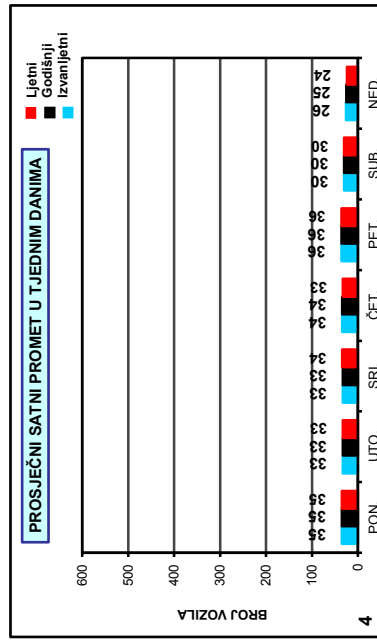 PROSJEČNI SATNI PROMET U TJEDNIM DANIMA
Ljetni
Godišnji
Izvanljetni
BROJ VOZILA
600
500
400
300
200
100
0
35 35 35 33 33 33 33 33 34 34 34 33 36 36 36 30 30 30 26 25 24
PON UTO SRI ČET PET SUB NED
4